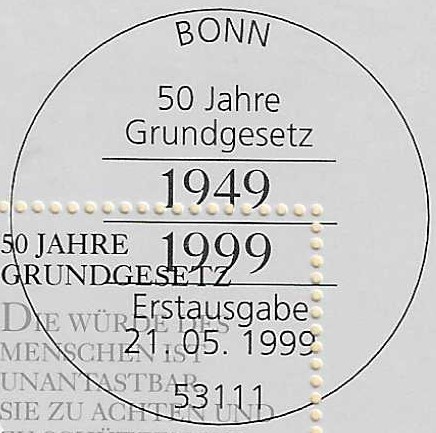 BONN
50 Jahre
Grundgesetz
1949
1999
50 JAHRE
GRUNDGESETZ
Erstausgabe
DIE WÜRDE DES
21. 05. 1999
MENSCHEN IST
UNANTASTBAR,
53111
SIE ZU ACHTEN UND